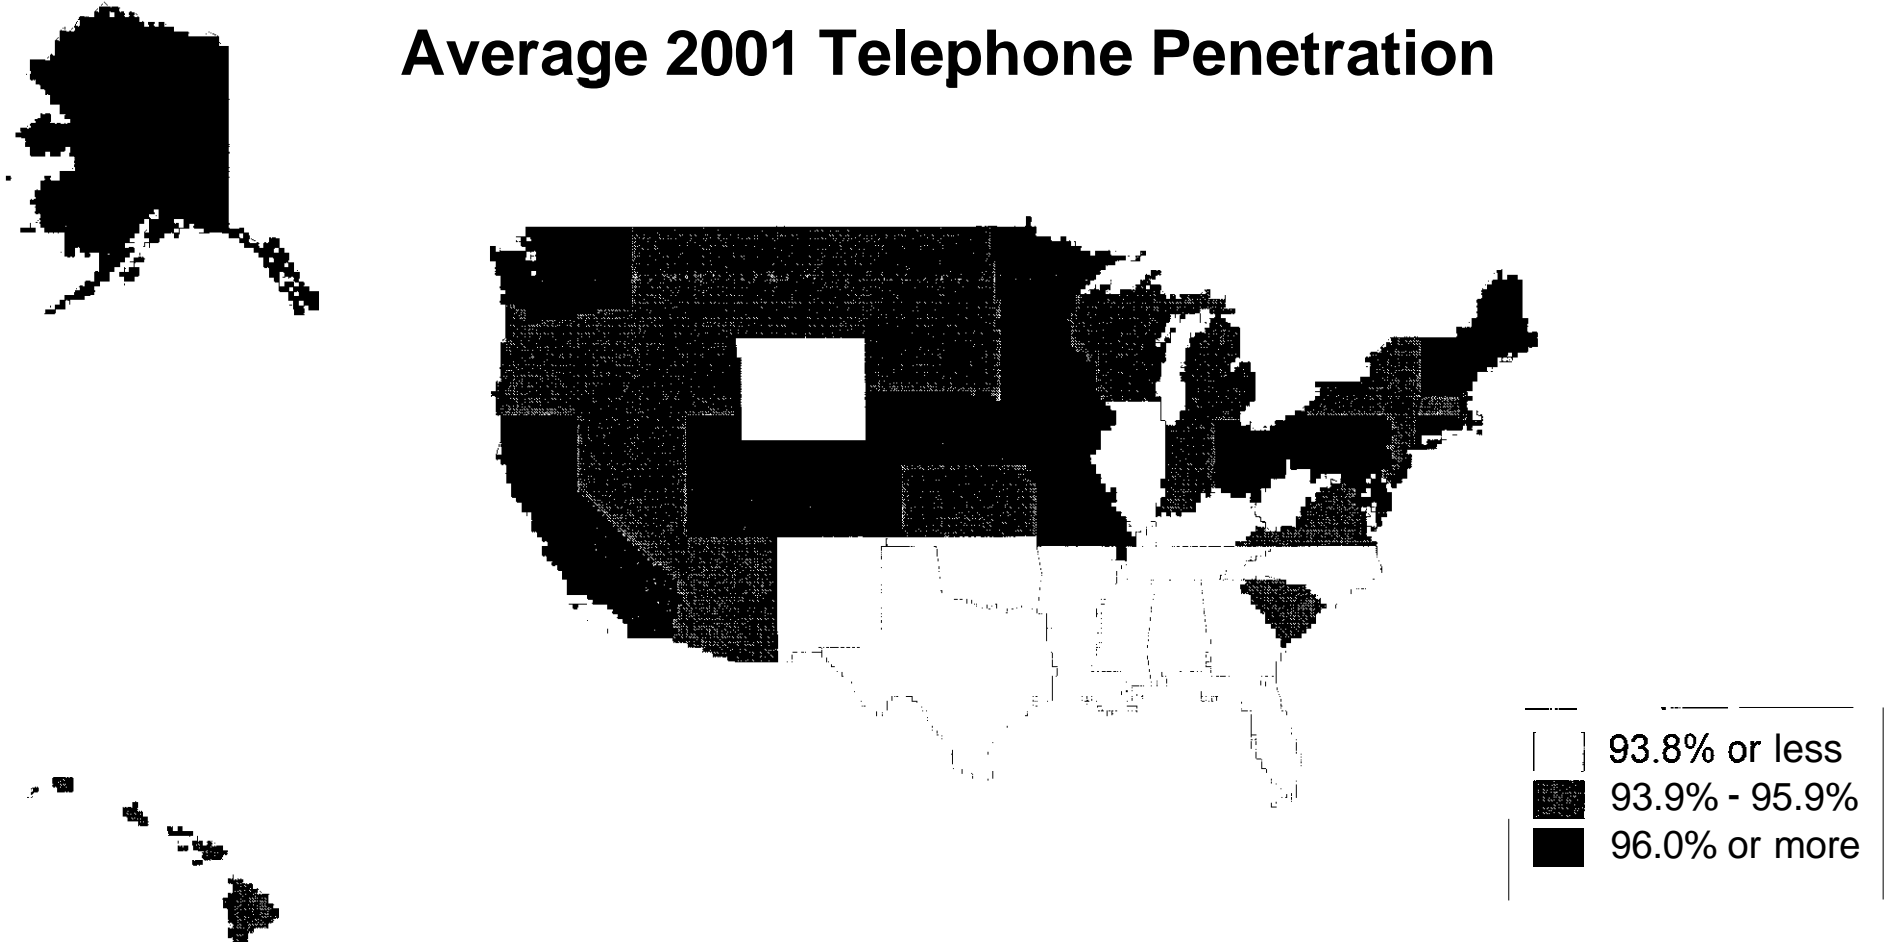 Average 2001 Telephone Penetration
93.8% or less
93.9% - 95.9%
96.0% or more